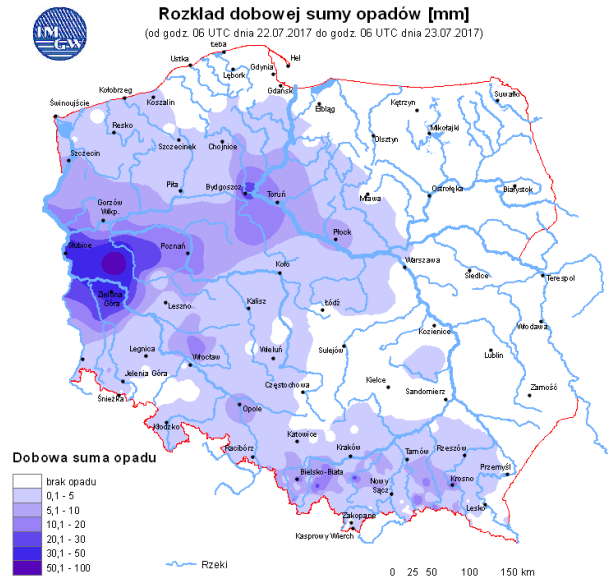 Rozkład dobowej sumy opadów [mm]
(od godz. 06 UTC dnia 22.07.2017 do godz. 06 UTC dnia 23.07.2017)
IM
GW
Łeba
Ustka
Hel
Gdynia
Lębork
Gdańsk
Kołobrzeg
Koszalin
Świnoujście
Elbląg
Kętrzyn
Suwałki
Resko
Szczecinek
Chojnice
Olsztyn
Mikołajki
Szczecin
Piła
Bydgoszcz
Toruń
Mława
Ostrołęka
Białystok
Gorzów
Wlkp.
Płock
Słubice
Poznań
Koło
Warszawa
Siedlce
Terespol
Zielona
Góra
Leszno
Kalisz
Łódź
Kozienice
Włodawa
Legnica
Wrocław
Wieluń
Sulejów
Lublin
Jelenia Góra
Śnieżka
Częstochowa
Kielce
Sandomierz
Zamość
Opole
Kłodzko
Racibórz
Katowice
Kraków
Tarnów
Rzeszów
Przemyśl
Bielsko-Biała
Nowy
Sącz
Krosno
Lesko
Zakopane
Kasprowy Wierch
Dobowa suma opadu
brak opadu
0,1 - 5
5,1 - 10
10,1 - 20
20,1 - 30
30,1 - 50
50,1 - 100
Rzeki
0 25 50 100 150 km